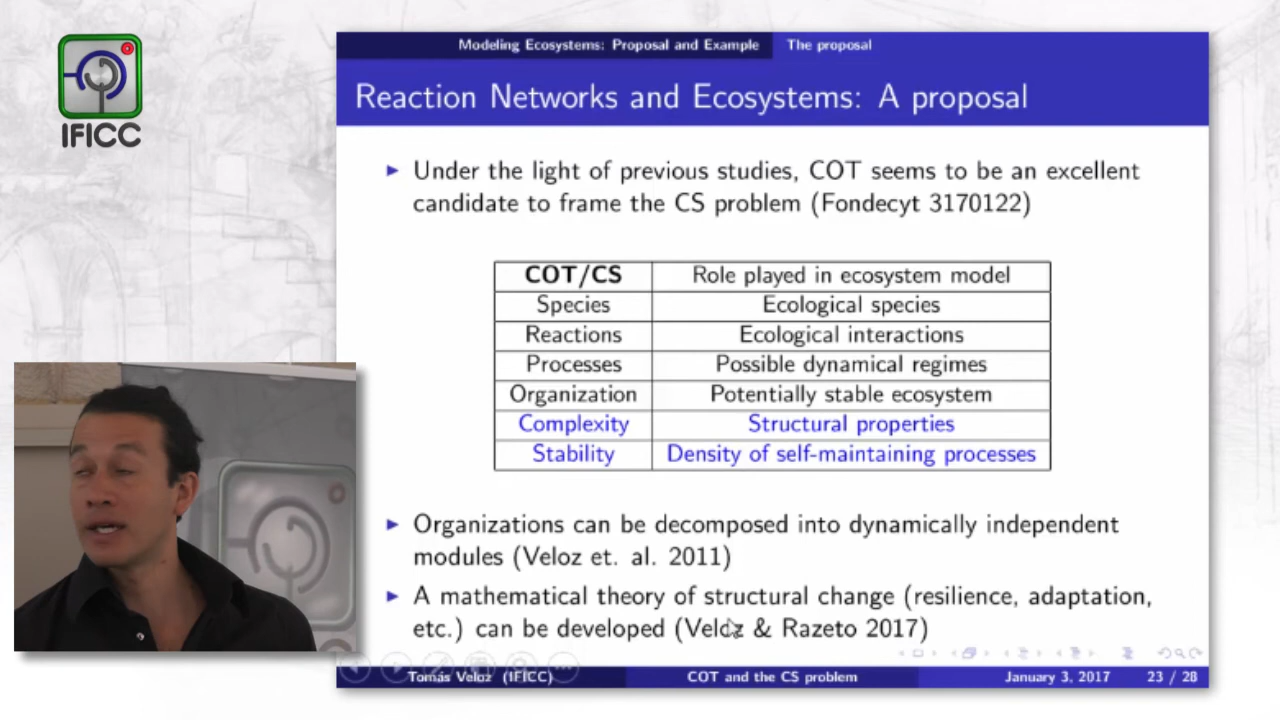 IFICC
Modeling Ecosystems: Proposal and Example The proposal
Reaction Networks and Ecosystems: A proposal
Under the light of previous studies, COT seems to be an excellent
candidate to frame the CS problem (Fondecyt 3170122)
COT/CS Role played in ecosystem model
Species Ecological species
Reactions Ecological interactions
Processes Possible dynamical regimes
Organization Potentially stable ecosystem
Complexity Structural properties
Stability Density of self-maintaining processes
Organizations can be decomposed into dynamically independent
modules (Veloz et. al. 2011)
A mathematical theory of structural change (resilience, adaptation,
etc.) can be developed (Veloz & Razeto 2017)
Tomás Veloz (IFICC) COT and the CS problem January 3, 2017 23 / 28